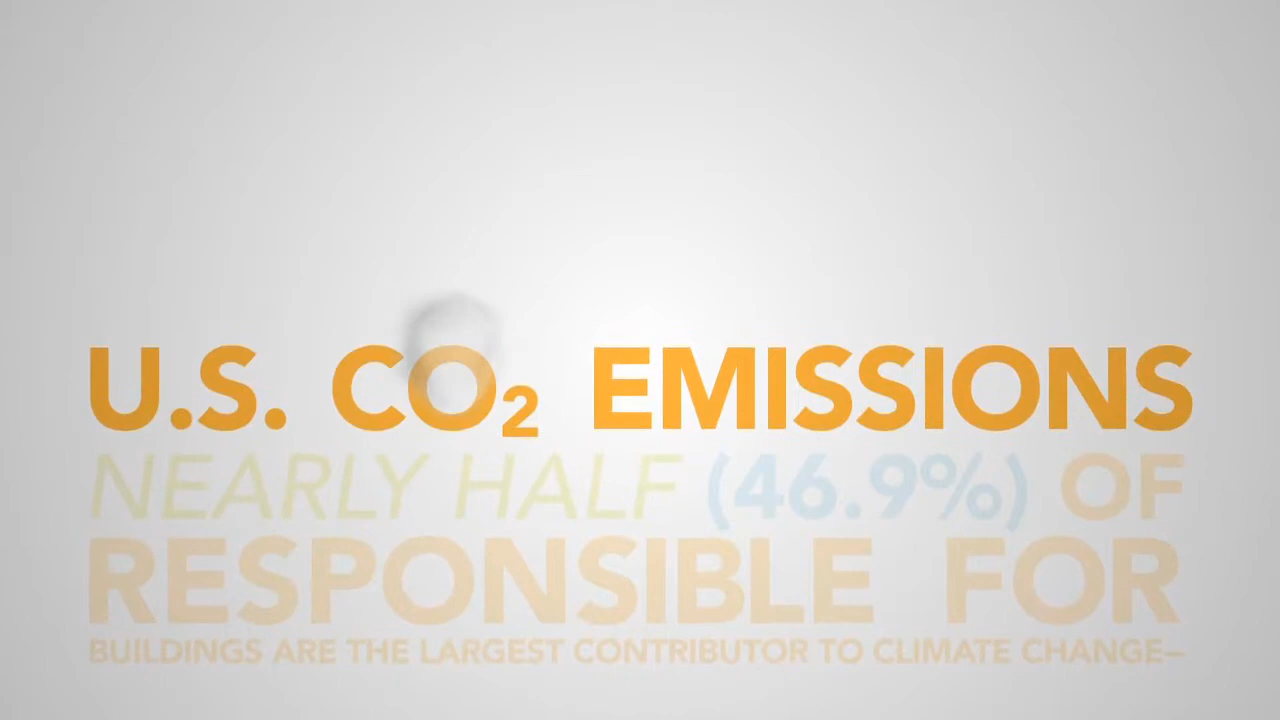 U.S. CO₂ EMISSIONS
NEARLY HALF (46.9%) OF
RESPONSIBLE FOR
BUILDINGS ARE THE LARGEST CONTRIBUTOR TO CLIMATE CHANGE–